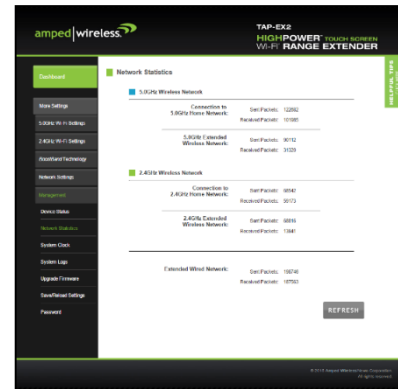 amped wireless
TAP-EX2
HIGHPOWER TOUCH SCREEN
WI-FI RANGE EXTENDER
HELPFUL TIPS
Dashboard
More Settings
5.0GHz Wi-Fi Settings
2.4GHz Wi-Fi Settings
Network Settings
Management
Device Status
Network Statistics
System Clock
System Logs
Upgrade Firmware
Save/Reload Settings
Password
Network Statistics
5.0GHz Wireless Network
Connection to
5.0GHz Home Network:
Sent Packets:
Received Packets:
5.0GHz Extended
Wireless Network:
Sent Packets:
Received Packets:
2.4GHz Wireless Network
Connection to
2.4GHz Home Network:
Sent Packets:
Received Packets:
2.4GHz Extended
Wireless Network:
Sent Packets:
Received Packets:
Extended Wired Network:
Sent Packets:
Received Packets:
REFRESH
All rights reserved